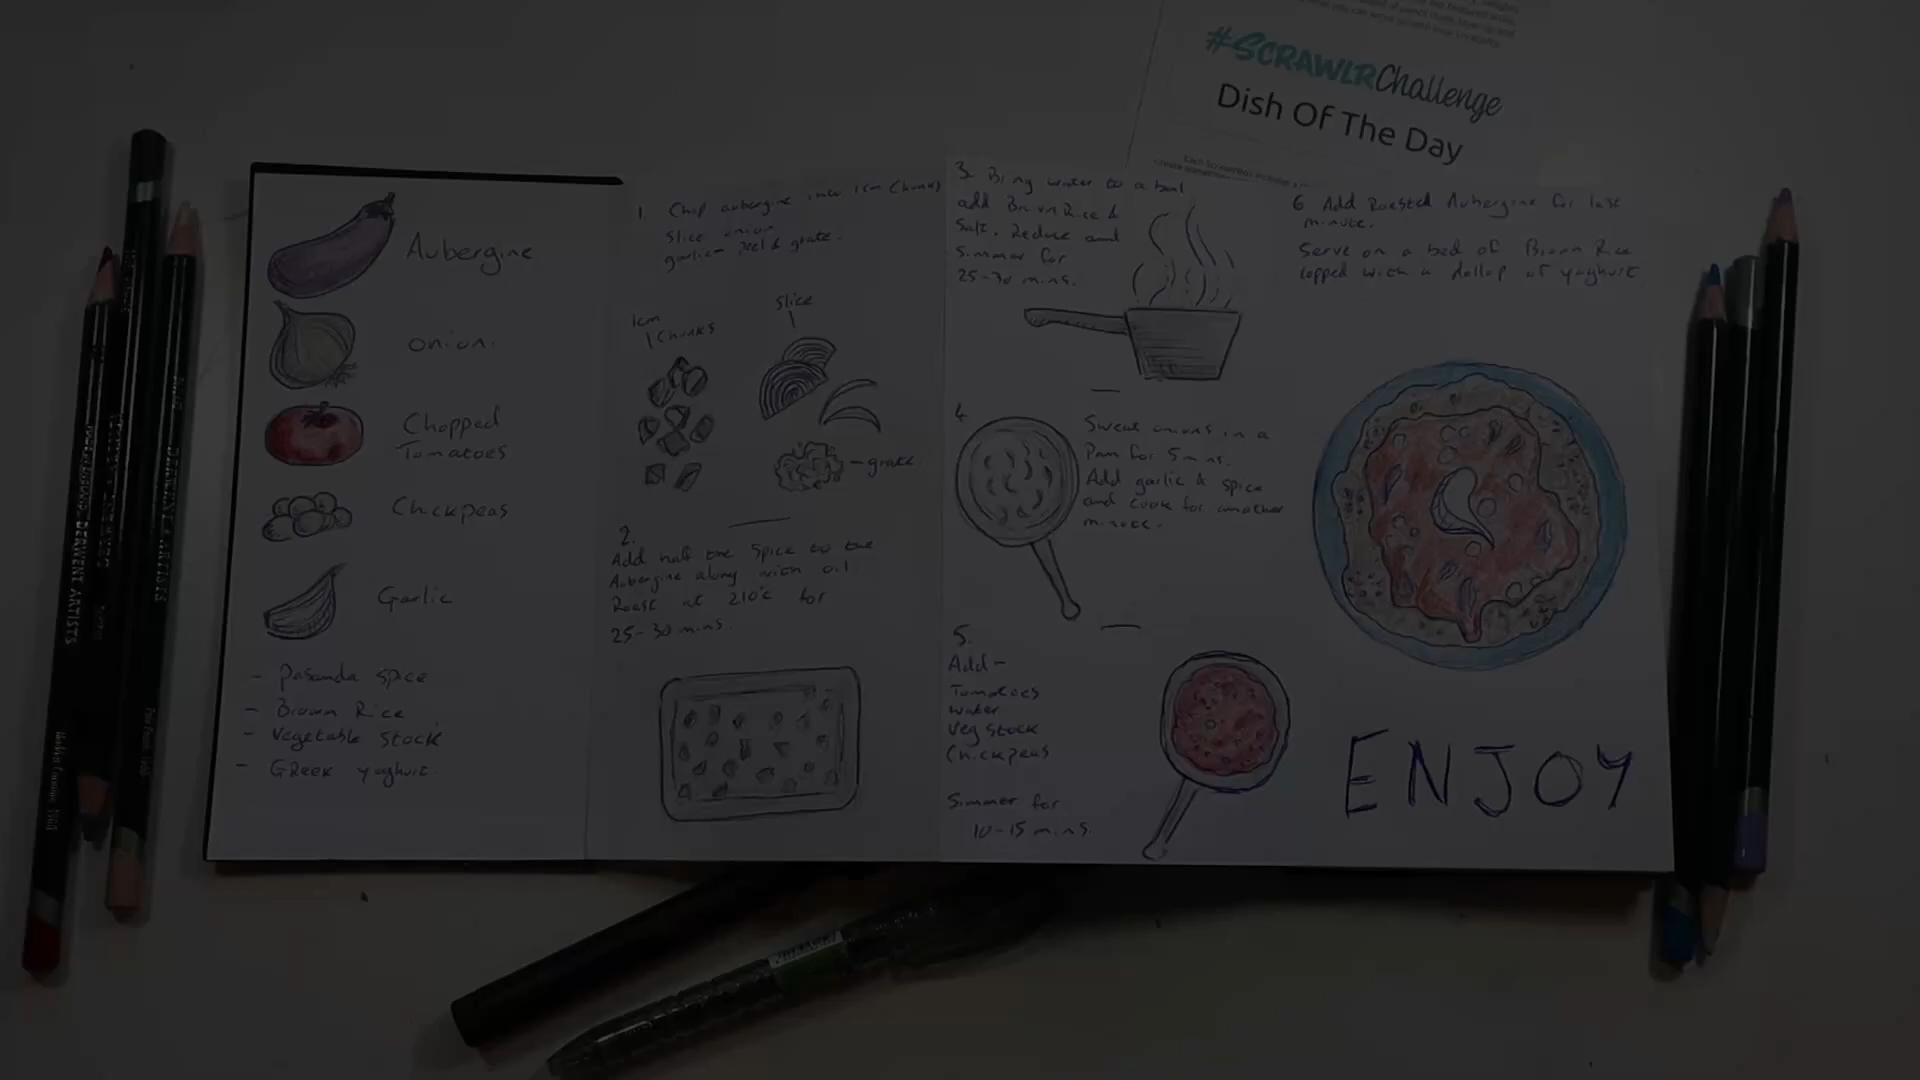 #SCRAWLRChallenge
Dish Of The Day
Aubergine
onion
Chopped
Tomatoes
Chickpeas
Garlic
- Pasanda spice
- Brown Rice
- Vegetable Stock
- Greek yoghurt.
1. Chop aubergine into 1cm Chunks
slice onion
garlic - peel & grate.
1cm
Chunks
slice
- grate
2.
Add half the spice to the
Aubergine along with oil
Roast at 210°c for
25-30 mins.
3. Bring water to a boil
add Brown Rice &
Salt. Reduce and
Simmer for
25-30 mins.
4
Sweat onions in a
Pan for 5 mins.
Add garlic & spice
and cook for another
minute.
5.
Add -
Tomatoes
water
Veg stock
Chickpeas
Simmer for
10-15 mins.
6 Add Roasted Aubergine for last
minute.
Serve on a bed of Brown Rice
topped with a dollop of yoghurt
ENJOY
DERWENT ARTISTS